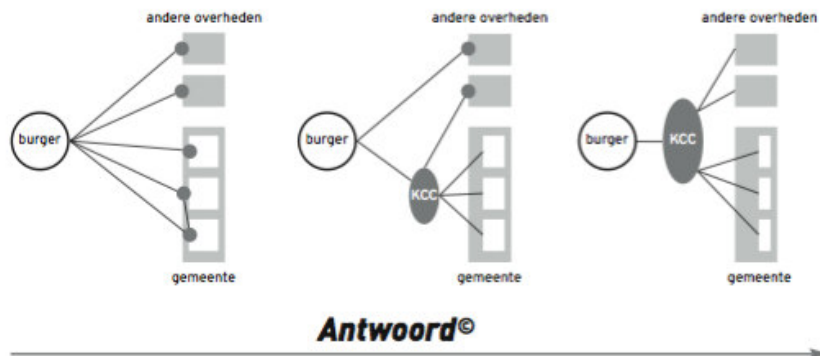 andere overheden
andere overheden
andere overheden
burger
burger
burger
KCC
KCC
gemeente
gemeente
gemeente
Antwoord©